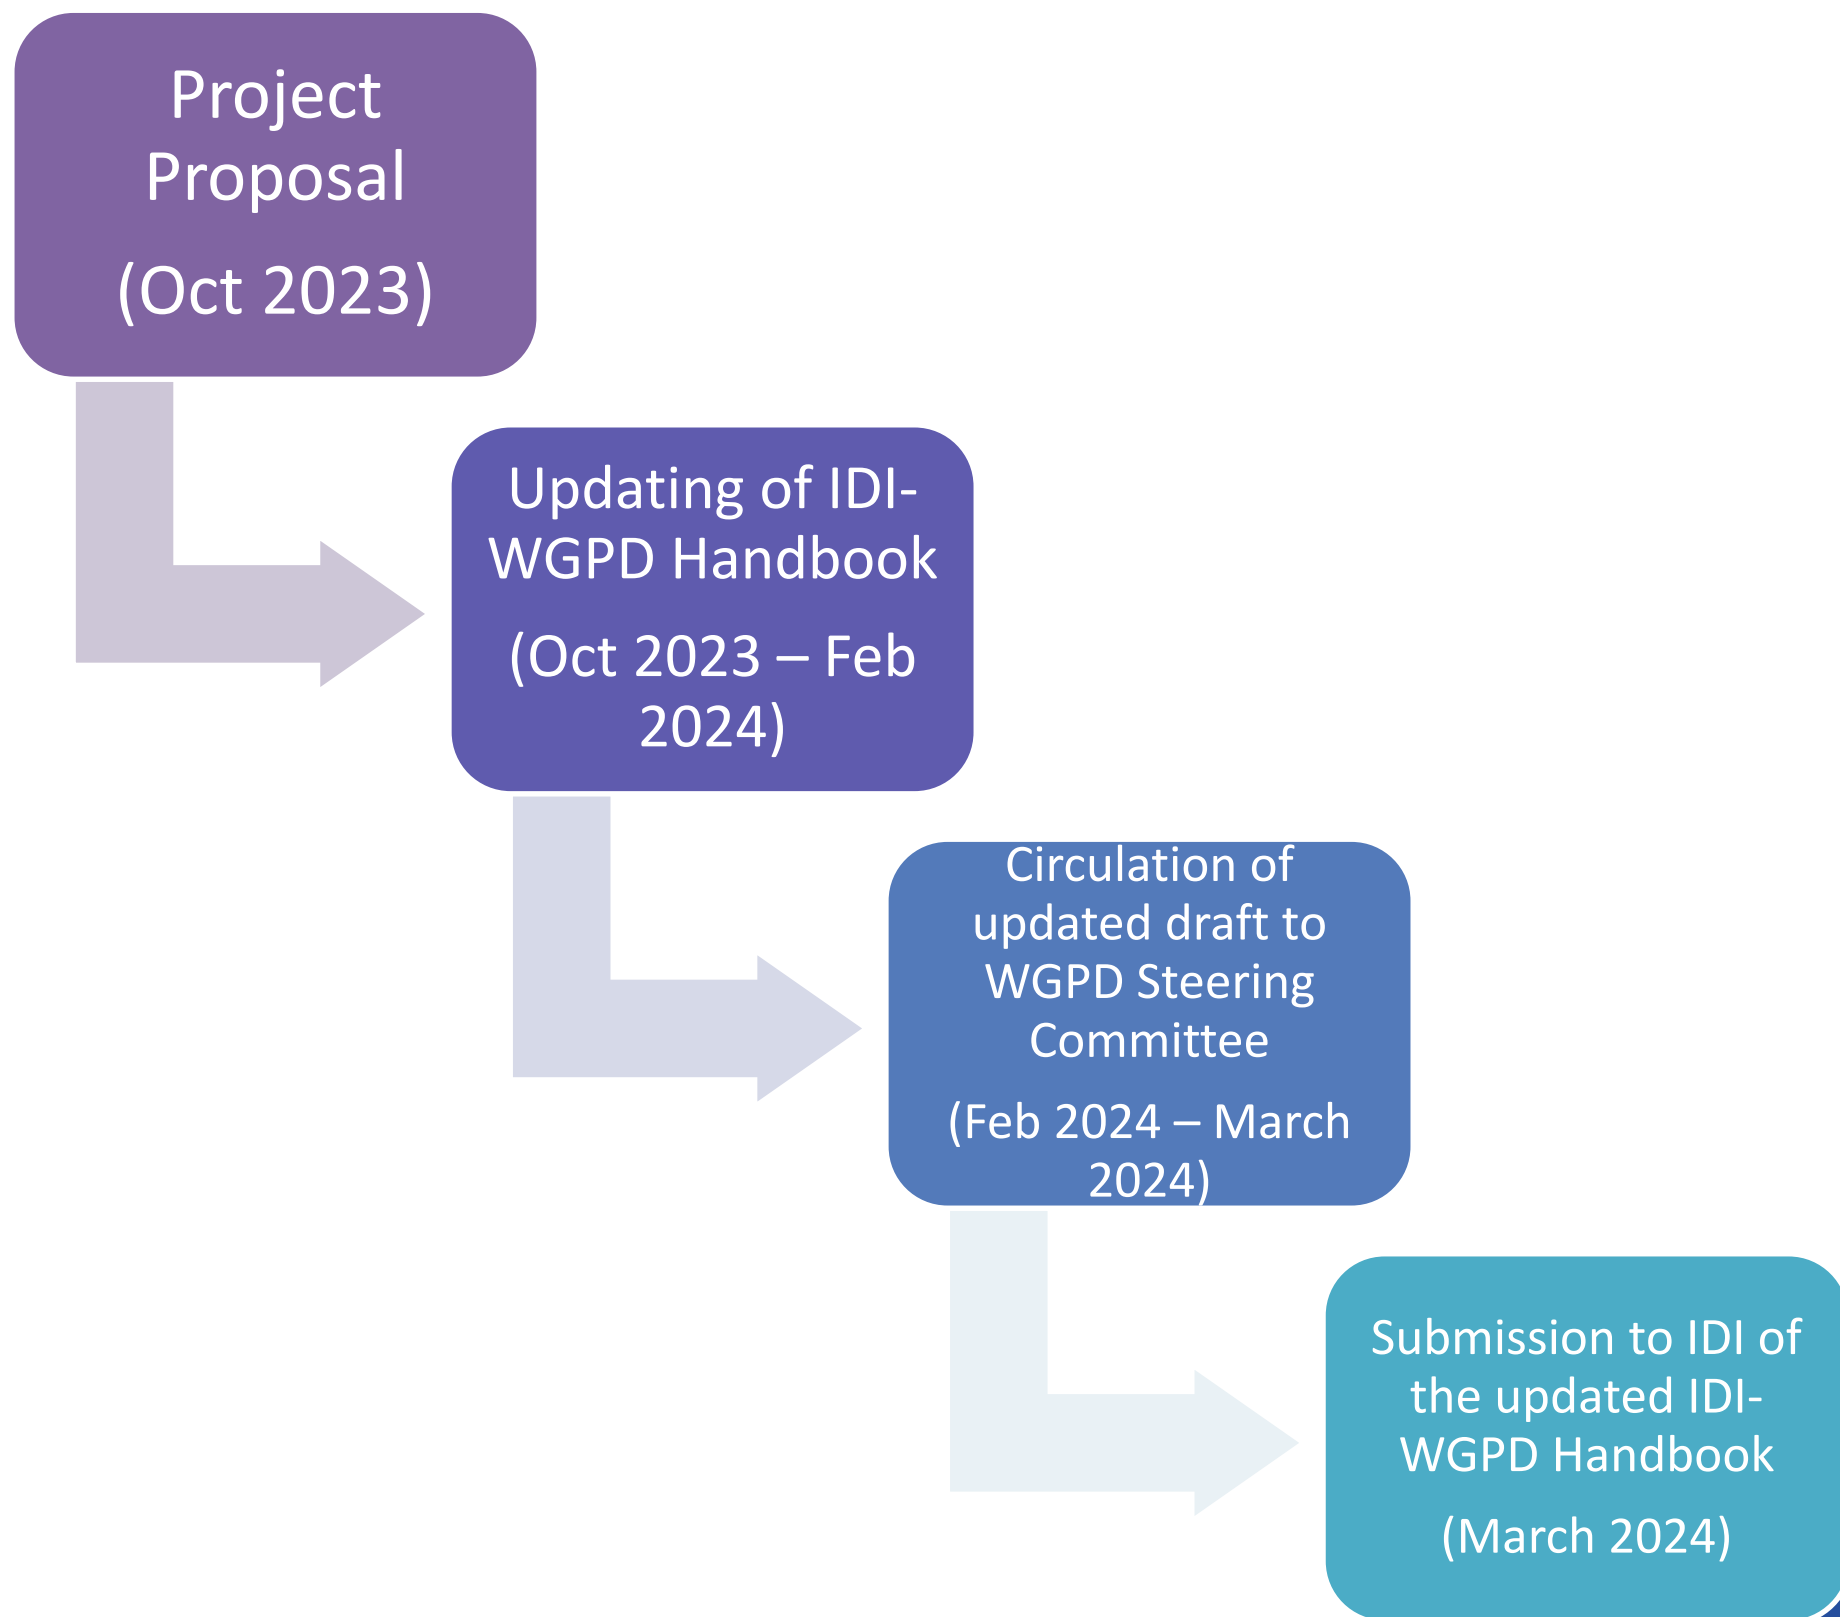 Project
Proposal
(Oct 2023)
Updating of IDI-
WGPD Handbook
(Oct 2023 – Feb
2024)
Circulation of
updated draft to
WGPD Steering
Committee
(Feb 2024 – March
2024)
Submission to IDI of
the updated IDI-
WGPD Handbook
(March 2024)